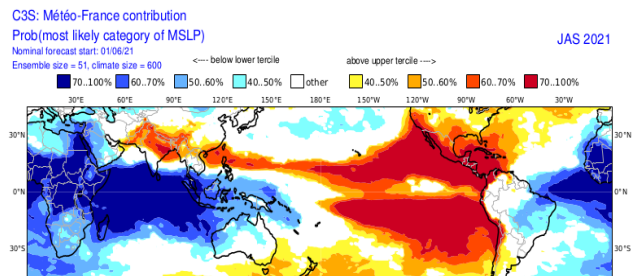 C3S: Météo-France contribution
Prob(most likely category of MSLP)
Nominal forecast start: 01/06/21
Ensemble size = 51, climate size = 600
JAS 2021
<---- below lower tercile
above upper tercile ---->
70..100% 60..70% 50..60% 40..50% other 40..50% 50..60% 60..70% 70..100%
30°E 60°E 90°E 120°E 150°E 180°E 150°W 120°W 90°W 60°W 30°W
30°N 30°N
0°N 0°N
30°S 30°S